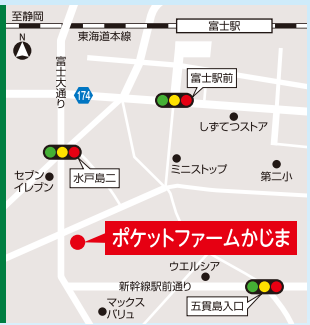 至静岡
富士駅
N
東海道本線
富士大通り
174
富士駅前
しずてつストア
水戸島二
ミニストップ
第二小
セブン
イレブン
ポケットファームかじま
ウエルシア
新幹線駅前通り
五貫島入口
マックス
バリュ